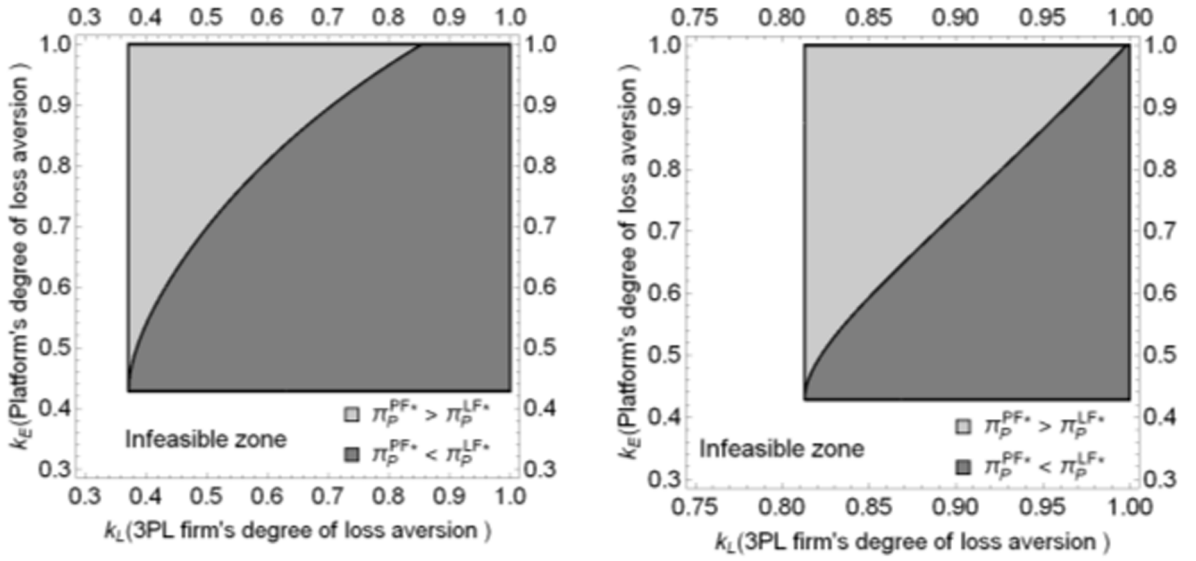 0.3 0.4 0.5 0.6 0.7 0.8 0.9 1.0
1.0 1.0
0.9 0.9
0.8 0.8
0.7 0.7
0.6 0.6
0.5 0.5
0.4 0.4
0.3 0.3
k_E(Platform's degree of loss aversion )
π_P^{PF*} > π_P^{LF*}
Infeasible zone
π_P^{PF*} < π_P^{LF*}
0.3 0.4 0.5 0.6 0.7 0.8 0.9 1.0
k_L(3PL firm's degree of loss aversion )
0.75 0.80 0.85 0.90 0.95 1.00
1.0 1.0
0.9 0.9
0.8 0.8
0.7 0.7
0.6 0.6
0.5 0.5
0.4 0.4
0.3 0.3
k_E(Platform's degree of loss aversion )
π_P^{PF*} > π_P^{LF*}
Infeasible zone
π_P^{PF*} < π_P^{LF*}
0.75 0.80 0.85 0.90 0.95 1.00
k_L(3PL firm's degree of loss aversion )